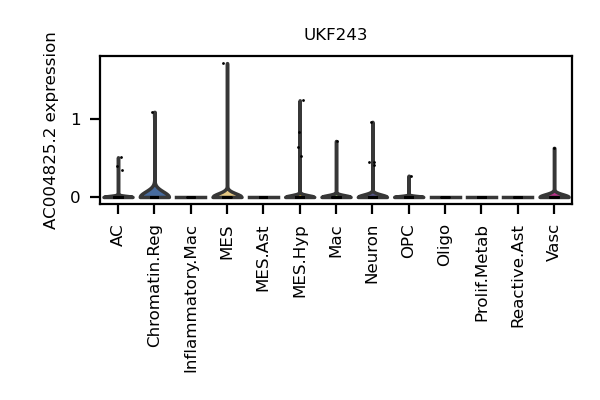 UKF243
AC004825.2 expression
1
0
AC
Chromatin.Reg
Inflammatory.Mac
MES
MES.Ast
MES.Hyp
Mac
Neuron
OPC
Oligo
Prolif.Metab
Reactive.Ast
Vasc